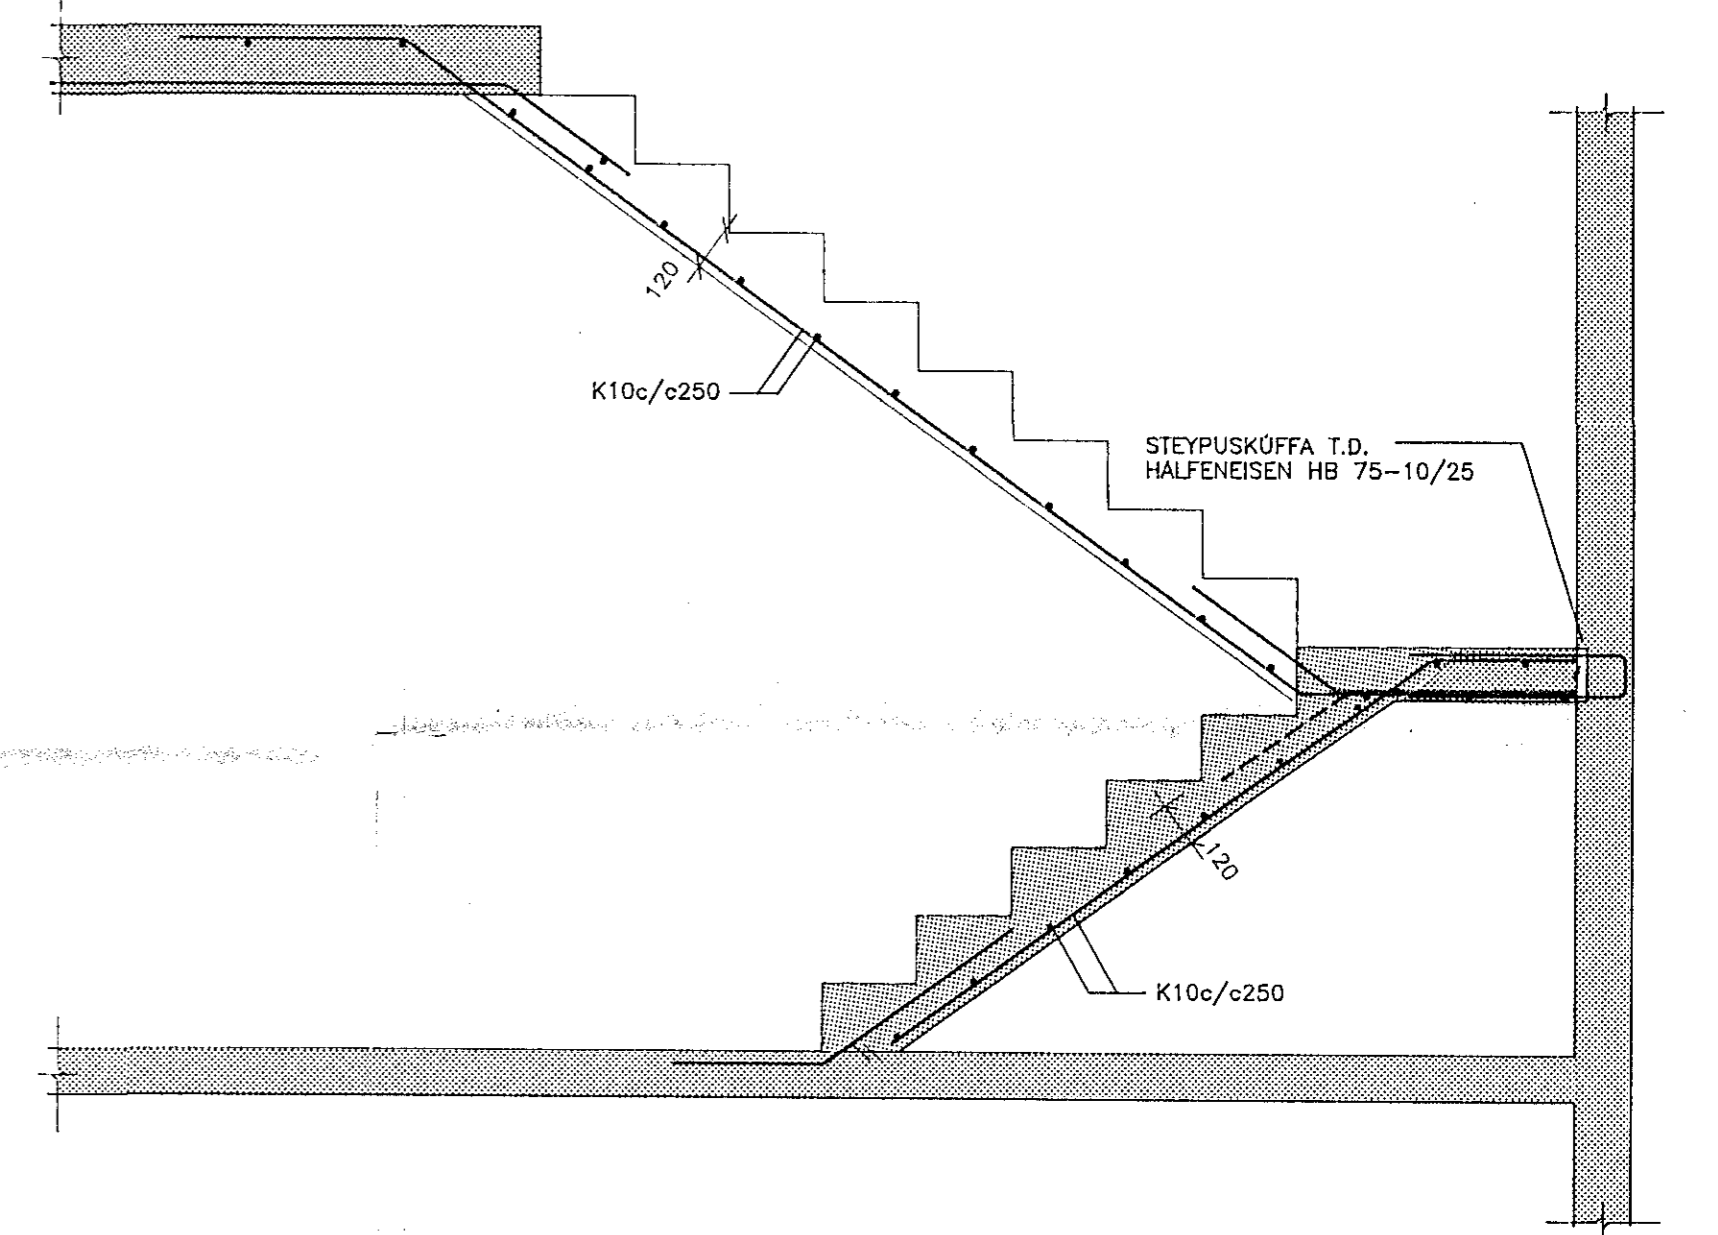 120
K10c/c250
STEYPUSKÚFFA T.D.
HALFENEISEN HB 75-10/25
120
K10c/c250